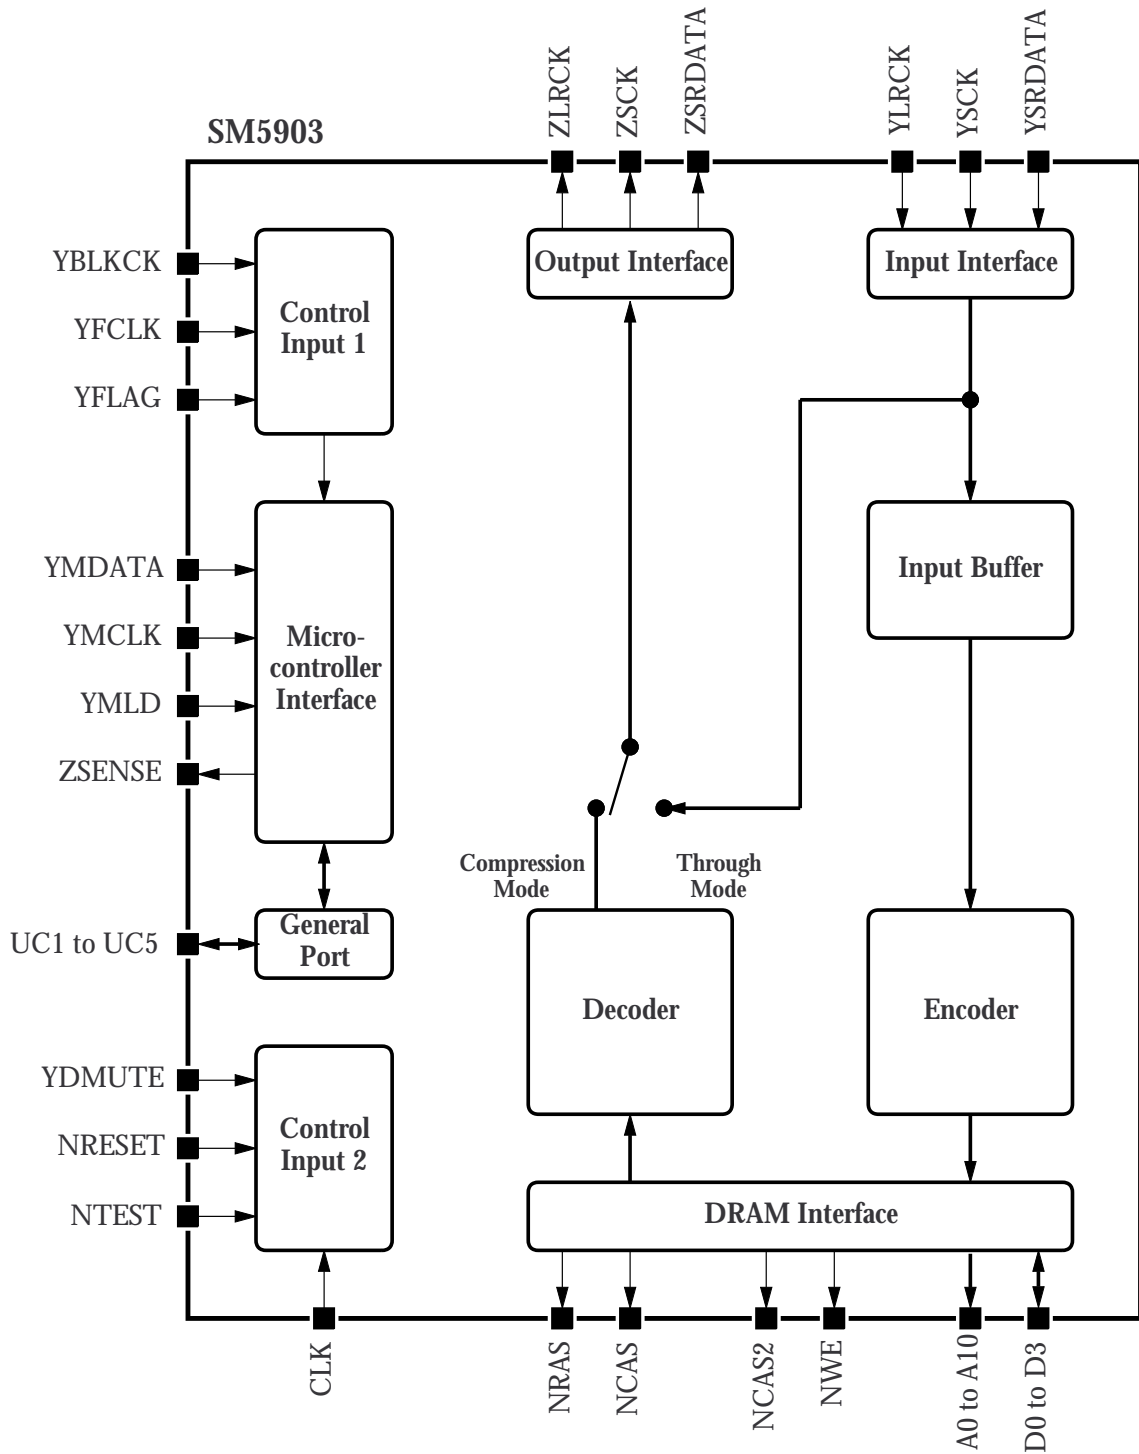 ZLRCK
ZSCK
ZSRDATA
YLRCK
YSCK
YSRDATA
SM5903
YBLKCK
YFCLK
YFLAG
Control
Input 1
Output Interface
Input Interface
YMDATA
YMCLK
YMLD
ZSENSE
Micro-
controller
Interface
Input Buffer
Compression
Mode
Through
Mode
UC1 to UC5
General
Port
Decoder
Encoder
YDMUTE
NRESET
NTEST
Control
Input 2
DRAM Interface
CLK
NRAS
NCAS
NCAS2
NWE
A0 to A10
D0 to D3